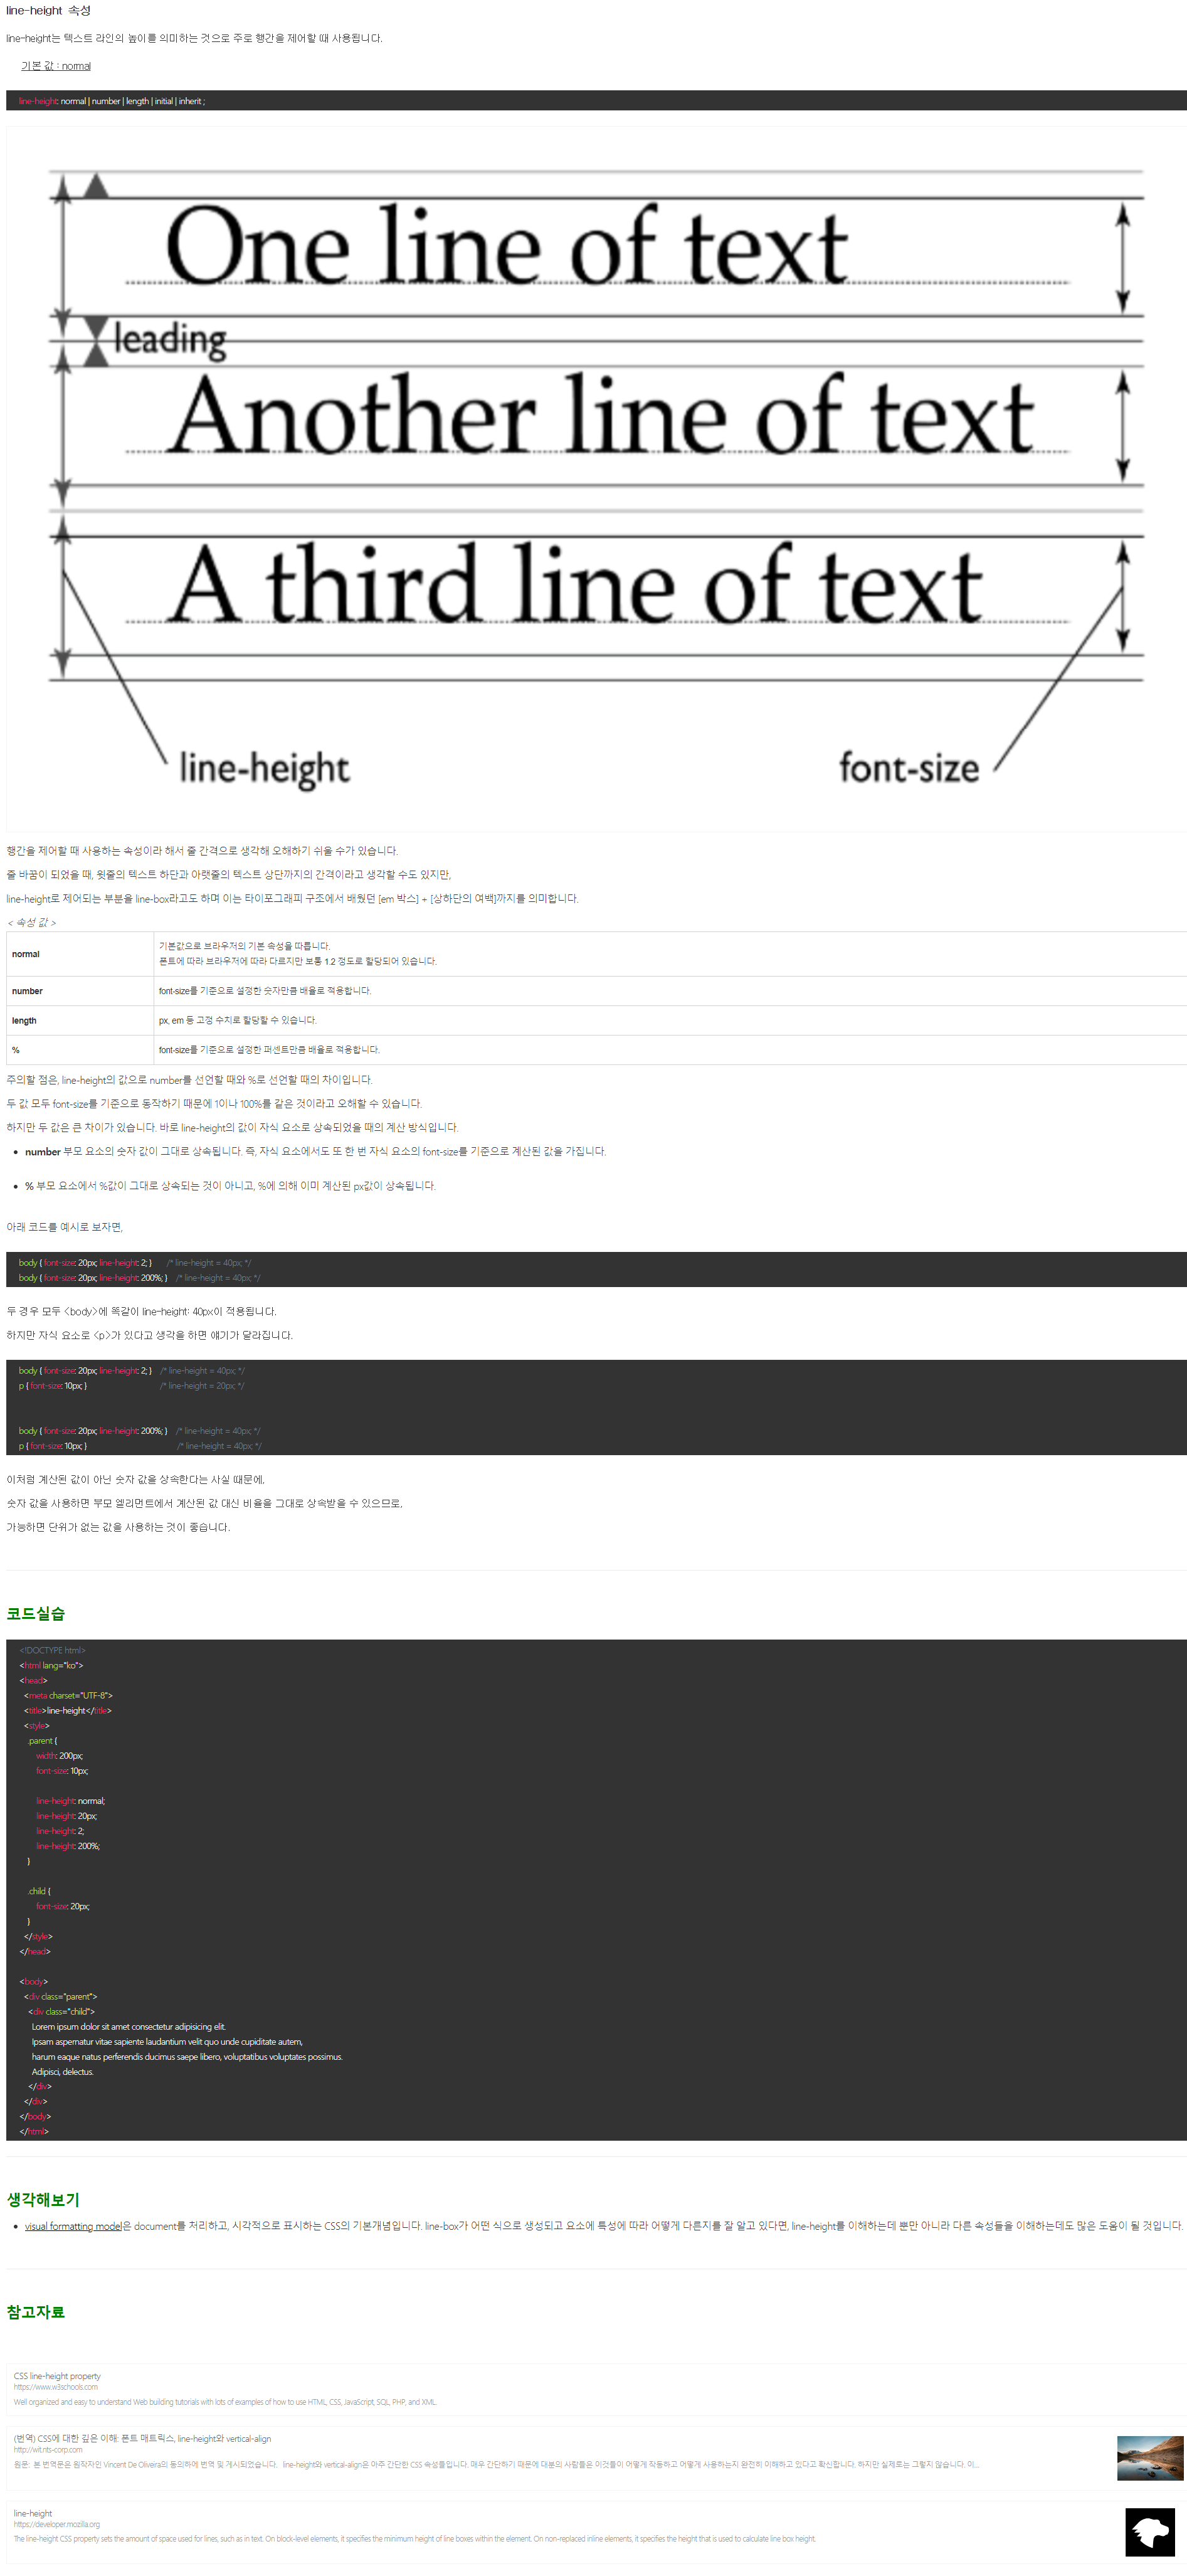 line-height 속성
line-height는 텍스트 라인의 높이를 의미하는 것으로 주로 행간을 제어할 때 사용됩니다.
기본 값 : normal
line-height: normal | number | length | initial | inherit ;
One line of text
leading
Another line of text
A third line of text
line-height
font-size
행간을 제어할 때 사용하는 속성이라 해서 줄 간격으로 생각해 오해하기 쉬울 수가 있습니다.
줄 바꿈이 되었을 때, 윗줄의 텍스트 하단과 아랫줄의 텍스트 상단까지의 간격이라고 생각할 수도 있지만,
line-height로 제어되는 부분을 line-box라고도 하며 이는 타이포그래피 구조에서 배웠던 [em 박스] + [상하단의 여백]까지를 의미합니다.
< 속성 값 >
normal
기본값으로 브라우저의 기본 속성을 따릅니다.
폰트에 따라 브라우저에 따라 다르지만 보통 1.2 정도로 할당되어 있습니다.
number
font-size를 기준으로 설정한 숫자만큼 배율로 적용합니다.
length
px, em 등 고정 수치로 할당할 수 있습니다.
%
font-size를 기준으로 설정한 퍼센트만큼 배율로 적용합니다.
주의할 점은, line-height의 값으로 number를 선언할 때와 %로 선언할 때의 차이입니다.
두 값 모두 font-size를 기준으로 동작하기 때문에 1이나 100%를 같은 것이라고 오해할 수 있습니다.
하지만 두 값은 큰 차이가 있습니다. 바로 line-height의 값이 자식 요소로 상속되었을 때의 계산 방식입니다.
• number 부모 요소의 숫자 값이 그대로 상속됩니다. 즉, 자식 요소에서도 또 한 번 자식 요소의 font-size를 기준으로 계산된 값을 가집니다.
• % 부모 요소에서 %값이 그대로 상속되는 것이 아니고, %에 의해 이미 계산된 px값이 상속됩니다.
아래 코드를 예시로 보자면,
body { font-size: 20px; line-height: 2; } /* line-height = 40px; */
body { font-size: 20px; line-height: 200%; } /* line-height = 40px; */
두 경우 모두 <body>에 똑같이 line-height: 40px이 적용됩니다.
하지만 자식 요소로 <p>가 있다고 생각을 하면 얘기가 달라집니다.
body { font-size: 20px; line-height: 2; } /* line-height = 40px; */
p { font-size: 10px; } /* line-height = 20px; */
body { font-size: 20px; line-height: 200%; } /* line-height = 40px; */
p { font-size: 10px; } /* line-height = 40px; */
이처럼 계산된 값이 아닌 숫자 값을 상속한다는 사실 때문에,
숫자 값을 사용하면 부모 엘리먼트에서 계산된 값 대신 비율을 그대로 상속받을 수 있으므로,
가능하면 단위가 없는 값을 사용하는 것이 좋습니다.
코드실습
<!DOCTYPE html>
<html lang="ko">
<head>
<meta charset="UTF-8">
<title>line-height</title>
<style>
.parent {
width: 200px;
font-size: 10px;
line-height: normal;
line-height: 20px;
line-height: 2;
line-height: 200%;
}
.child {
font-size: 20px;
}
</style>
</head>
<body>
<div class="parent">
<div class="child">
Lorem ipsum dolor sit amet consectetur adipisicing elit.
Ipsam aspernatur vitae sapiente laudantium velit quo unde cupiditate autem,
harum eaque natus perferendis ducimus saepe libero, voluptatibus voluptates possimus.
Adipisci, delectus.
</div>
</div>
</body>
</html>
생각해보기
• visual formatting model은 document를 처리하고, 시각적으로 표시하는 CSS의 기본개념입니다. line-box가 어떤 식으로 생성되고 요소에 특성에 따라 어떻게 다른지를 잘 알고 있다면, line-height를 이해하는데 뿐만 아니라 다른 속성들을 이해하는데도 많은 도움이 될 것입니다.
참고자료
CSS line-height property
https://www.w3schools.com
Well organized and easy to understand Web building tutorials with lots of examples of how to use HTML, CSS, JavaScript, SQL, PHP, and XML.
(번역) CSS에 대한 깊은 이해: 폰트 매트릭스, line-height와 vertical-align
http://wit.nts-corp.com
원문: 본 번역문은 원작자인 Vincent De Oliveira의 동의하에 번역 및 게시되었습니다. line-height와 vertical-align은 아주 간단한 CSS 속성들입니다. 매우 간단하기 때문에 대분의 사람들은 이것들이 어떻게 작동하고 어떻게 사용하는지 완전히 이해하고 있다고 확신합니다. 하지만 실제로는 그렇지 않습니다. 이...
line-height
https://developer.mozilla.org
The line-height CSS property sets the amount of space used for lines, such as in text. On block-level elements, it specifies the minimum height of line boxes within the element. On non-replaced inline elements, it specifies the height that is used to calculate line box height.